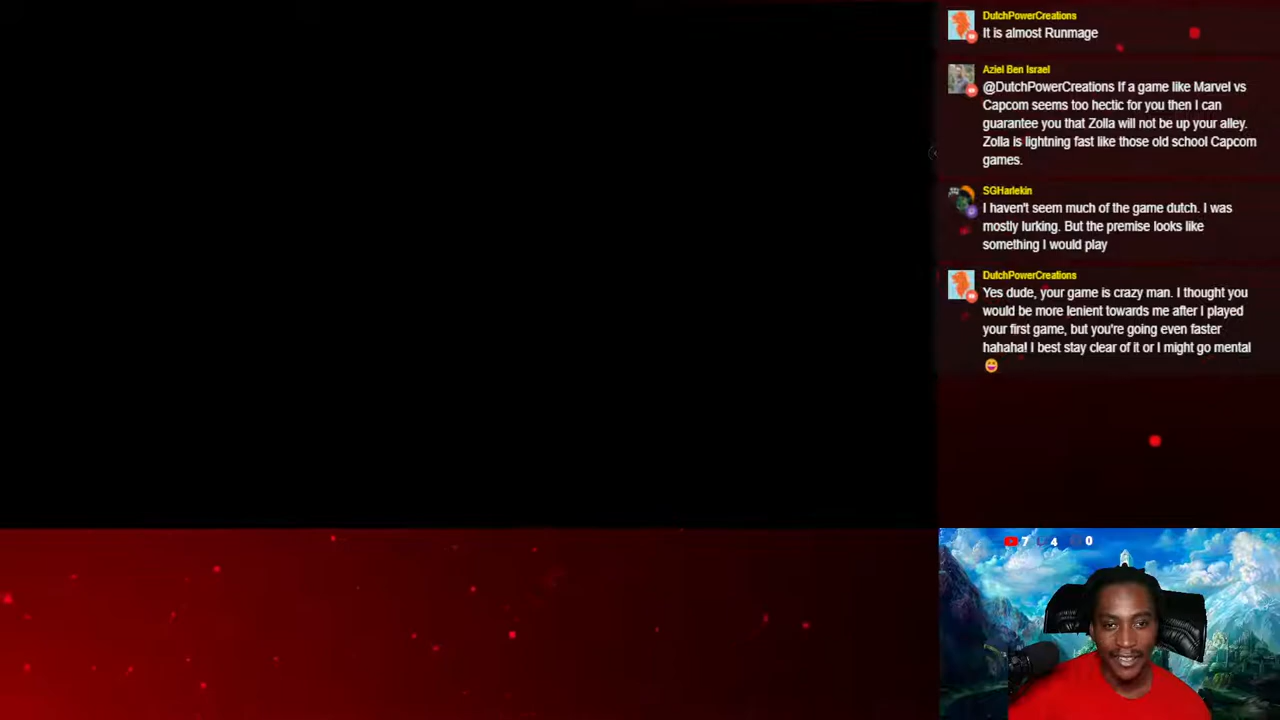 DutchPowerCreations
It is almost Runmage
Aziel Ben Israel
@DutchPowerCreations If a game like Marvel vs
Capcom seems too hectic for you then I can
guarantee you that Zolla will not be up your alley.
Zolla is lightning fast like those old school Capcom
games.
SGHarlekin
I haven't seem much of the game dutch. I was
mostly lurking. But the premise looks like
something I would play
DutchPowerCreations
Yes dude, your game is crazy man. I thought you
would be more lenient towards me after I played
your first game, but you're going even faster
hahaha! I best stay clear of it or I might go mental
7 4 0